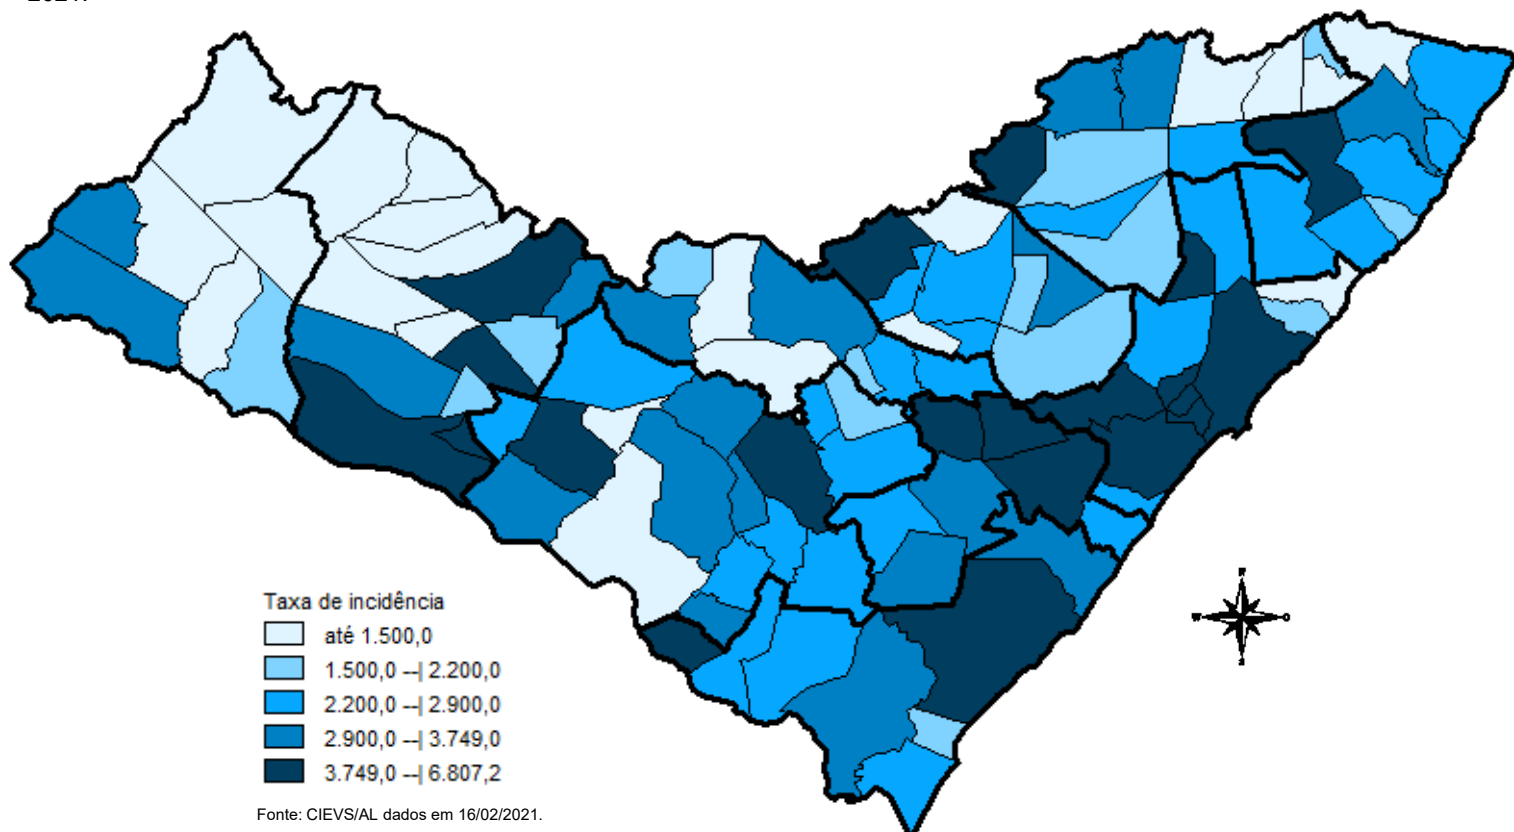 Taxa de incidência
até 1.500,0
1.500,0 --| 2.200,0
2.200,0 --| 2.900,0
2.900,0 --| 3.749,0
3.749,0 --| 6.807,2
Fonte: CIEVS/AL dados em 16/02/2021.